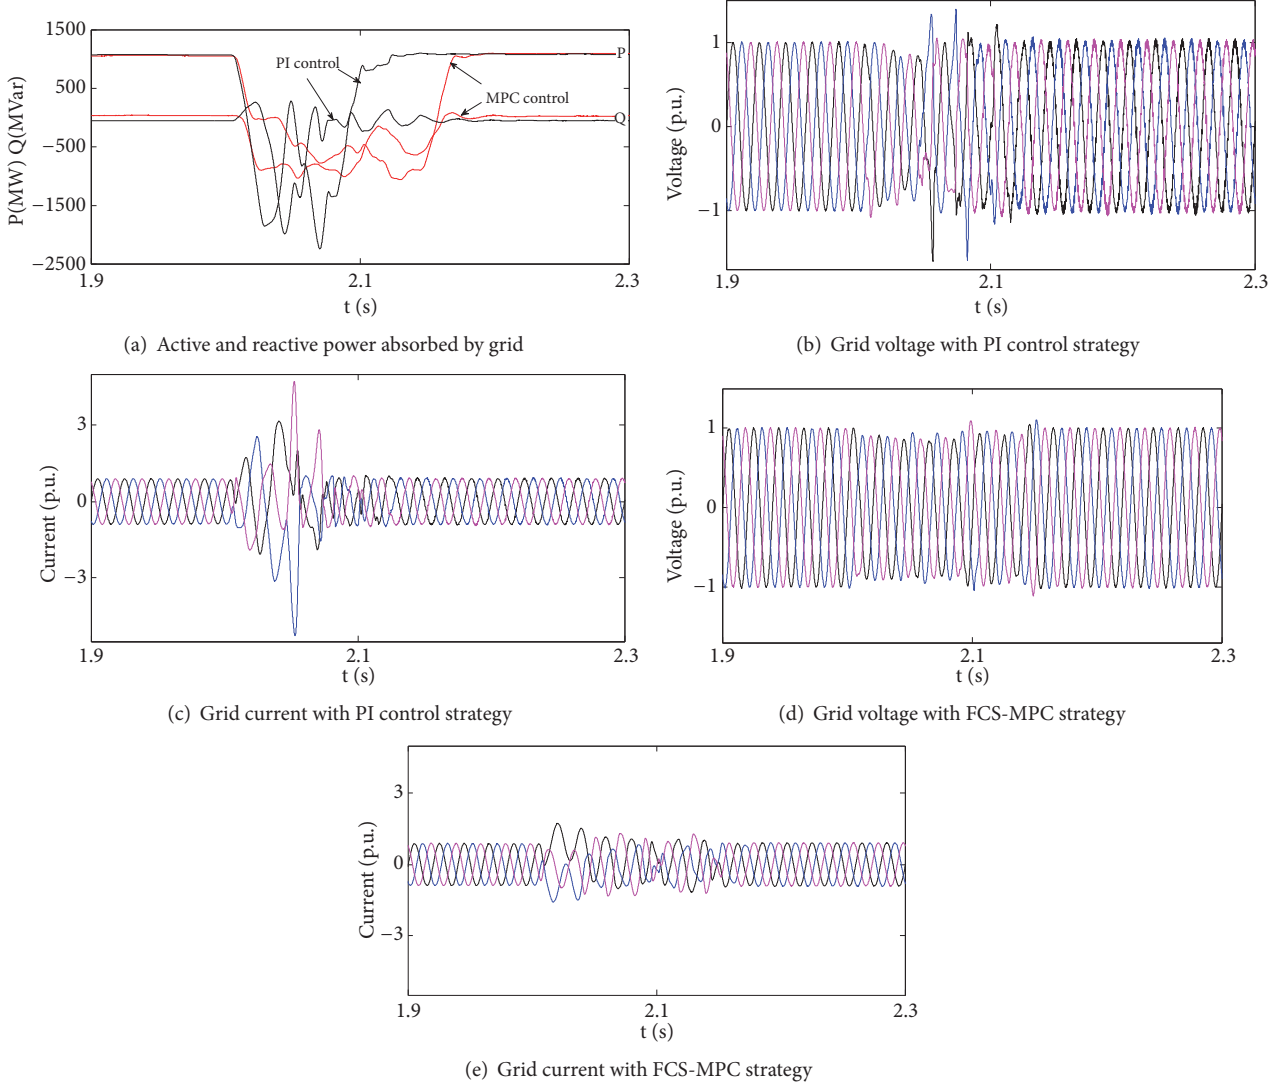 1500
500
−500
−1500
−2500
P(MW) Q(MVar)
PI control
MPC control
P
Q
1.9
2.1
2.3
t (s)
(a) Active and reactive power absorbed by grid
1
0
−1
Voltage (p.u.)
1.9
2.1
2.3
t (s)
(b) Grid voltage with PI control strategy
3
0
−3
Current (p.u.)
1.9
2.1
2.3
t (s)
(c) Grid current with PI control strategy
1
0
−1
Voltage (p.u.)
1.9
2.1
2.3
t (s)
(d) Grid voltage with FCS-MPC strategy
3
0
−3
Current (p.u.)
1.9
2.1
2.3
t (s)
(e) Grid current with FCS-MPC strategy